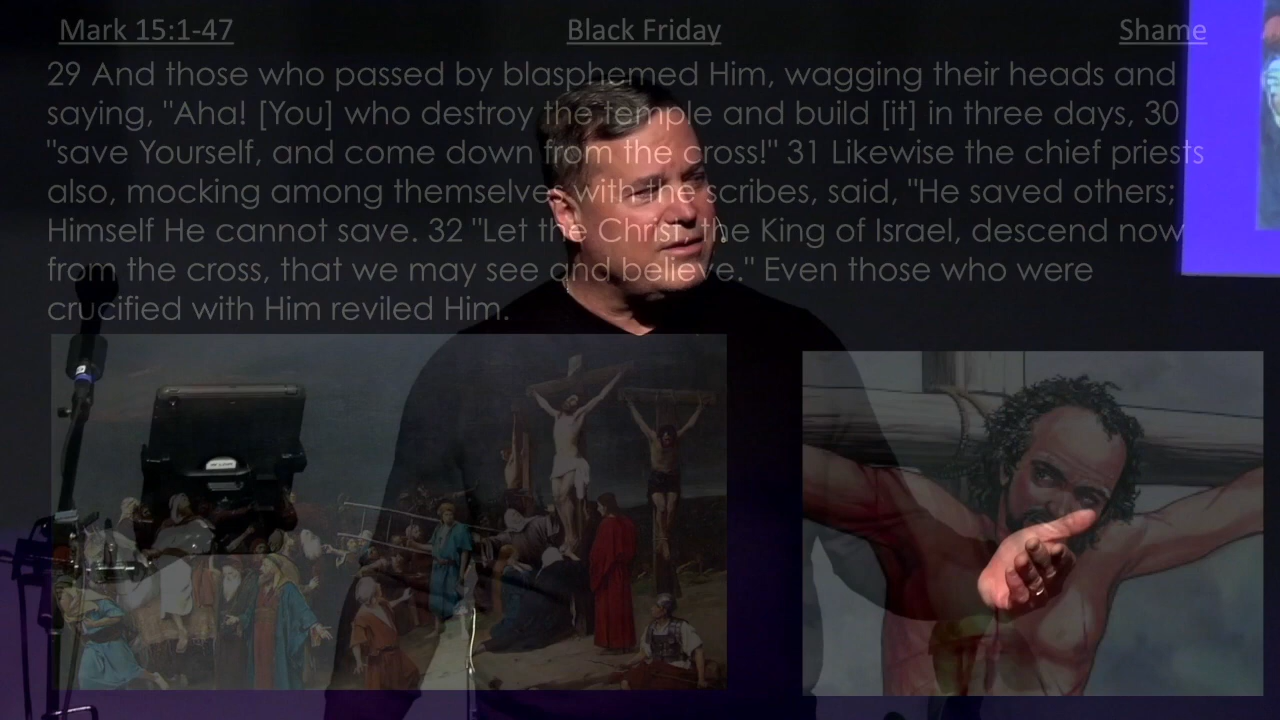 Mark 15:1-47 Black Friday Shame
29 And those who passed by blasphemed Him, wagging their heads and
saying, "Aha! [You] who destroy the temple and build [it] in three days, 30
"save Yourself, and come down from the cross!" 31 Likewise the chief priests
also, mocking among themselves with the scribes, said, "He saved others;
Himself He cannot save. 32 "Let the Christ, the King of Israel, descend now
from the cross, that we may see and believe." Even those who were
crucified with Him reviled Him.